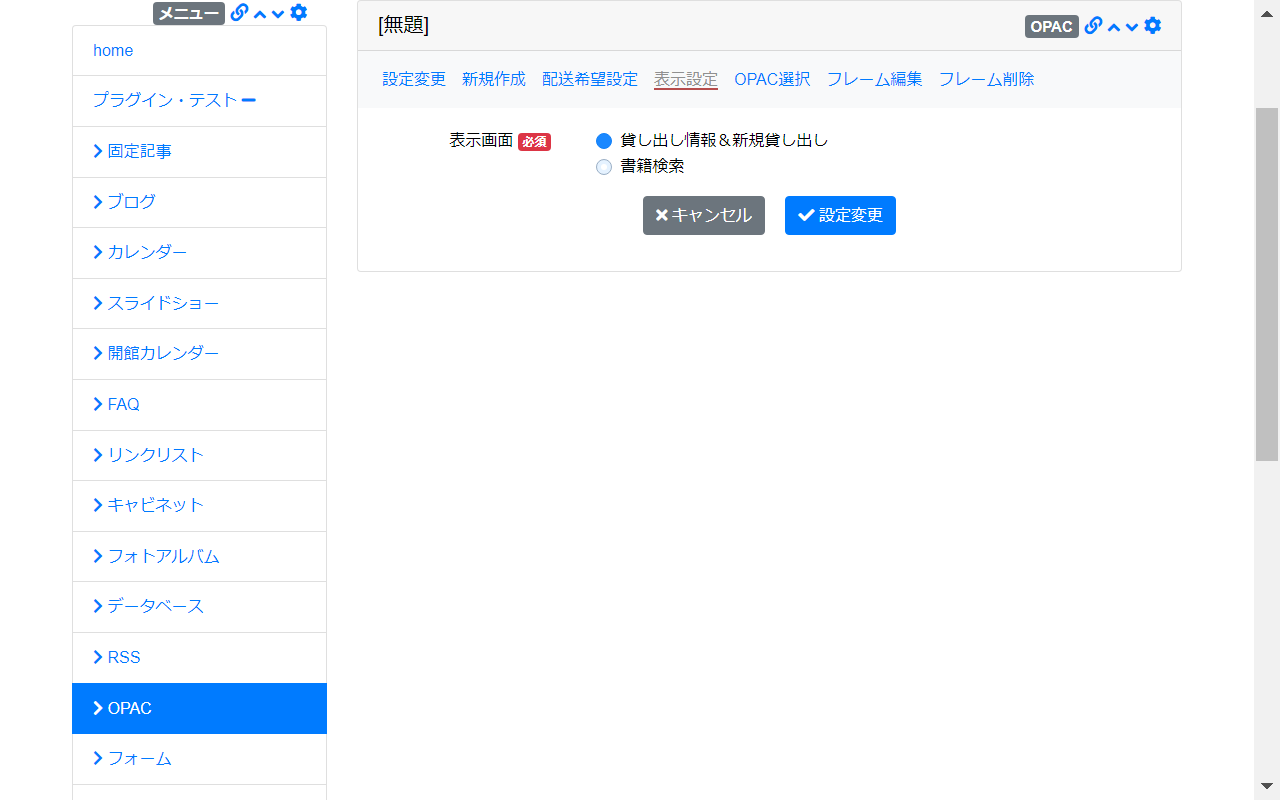 メニュー
home
プラグイン・テスト
固定記事
ブログ
カレンダー
スライドショー
開館カレンダー
FAQ
リンクリスト
キャビネット
フォトアルバム
データベース
RSS
OPAC
フォーム
[無題]
OPAC
設定変更 新規作成 配送希望設定 表示設定 OPAC選択 フレーム編集 フレーム削除
表示画面 必須
貸し出し情報＆新規貸し出し
書籍検索
キャンセル 設定変更